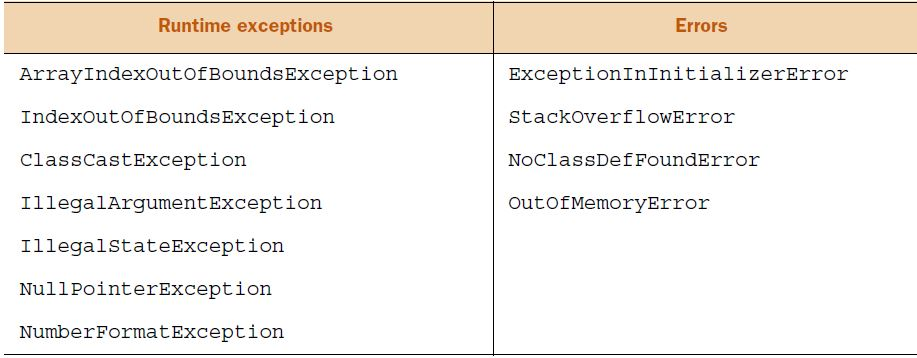 Runtime exceptions Errors
ArrayIndexOutOfBoundsException ExceptionInInitializerError
IndexOutOfBoundsException StackOverflowError
ClassCastException NoClassDefFoundError
IllegalArgumentException OutOfMemoryError
IllegalStateException
NullPointerException
NumberFormatException